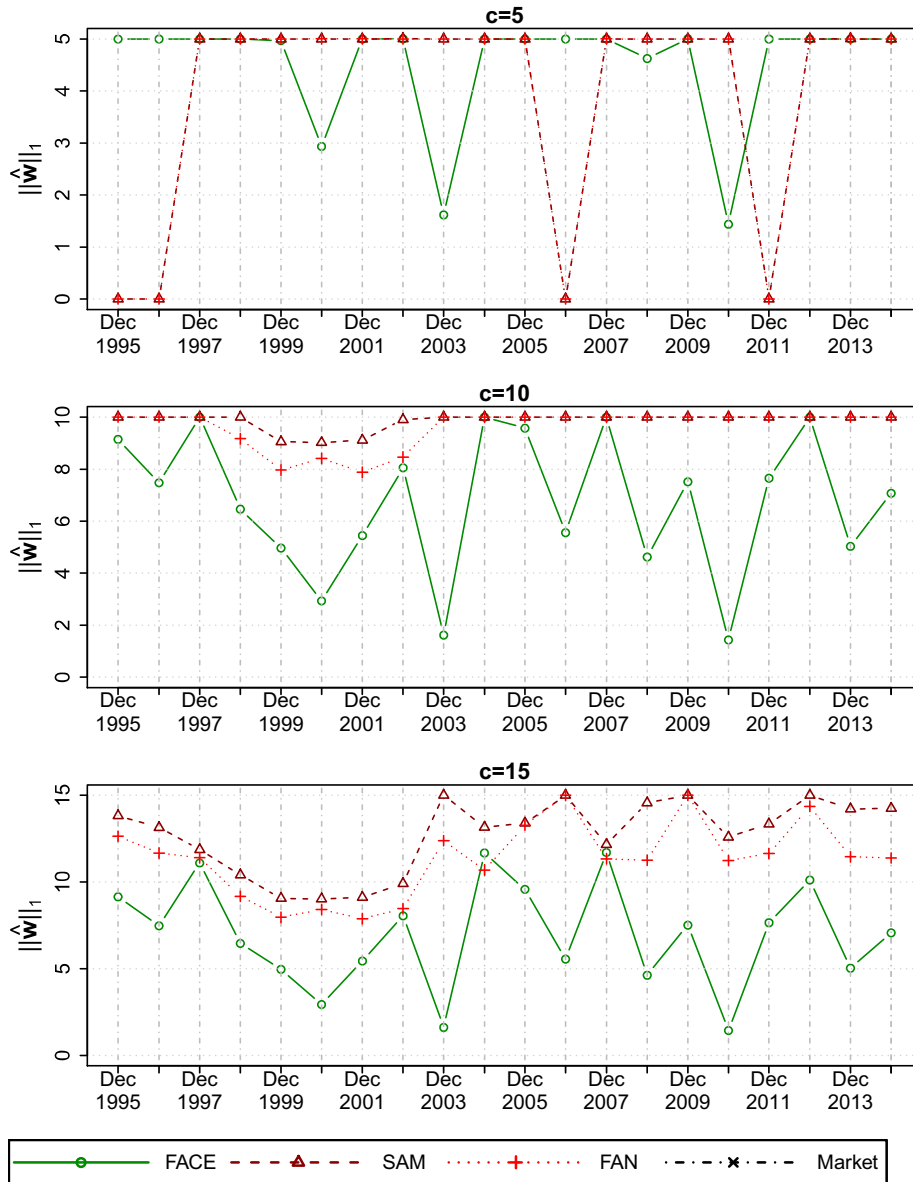 c=5
5
4
3
2
1
0
||ŵ||₁
Dec 1995 Dec 1997 Dec 1999 Dec 2001 Dec 2003 Dec 2005 Dec 2007 Dec 2009 Dec 2011 Dec 2013
c=10
10
8
6
4
2
0
||ŵ||₁
Dec 1995 Dec 1997 Dec 1999 Dec 2001 Dec 2003 Dec 2005 Dec 2007 Dec 2009 Dec 2011 Dec 2013
c=15
15
10
5
0
||ŵ||₁
Dec 1995 Dec 1997 Dec 1999 Dec 2001 Dec 2003 Dec 2005 Dec 2007 Dec 2009 Dec 2011 Dec 2013
FACE SAM FAN Market